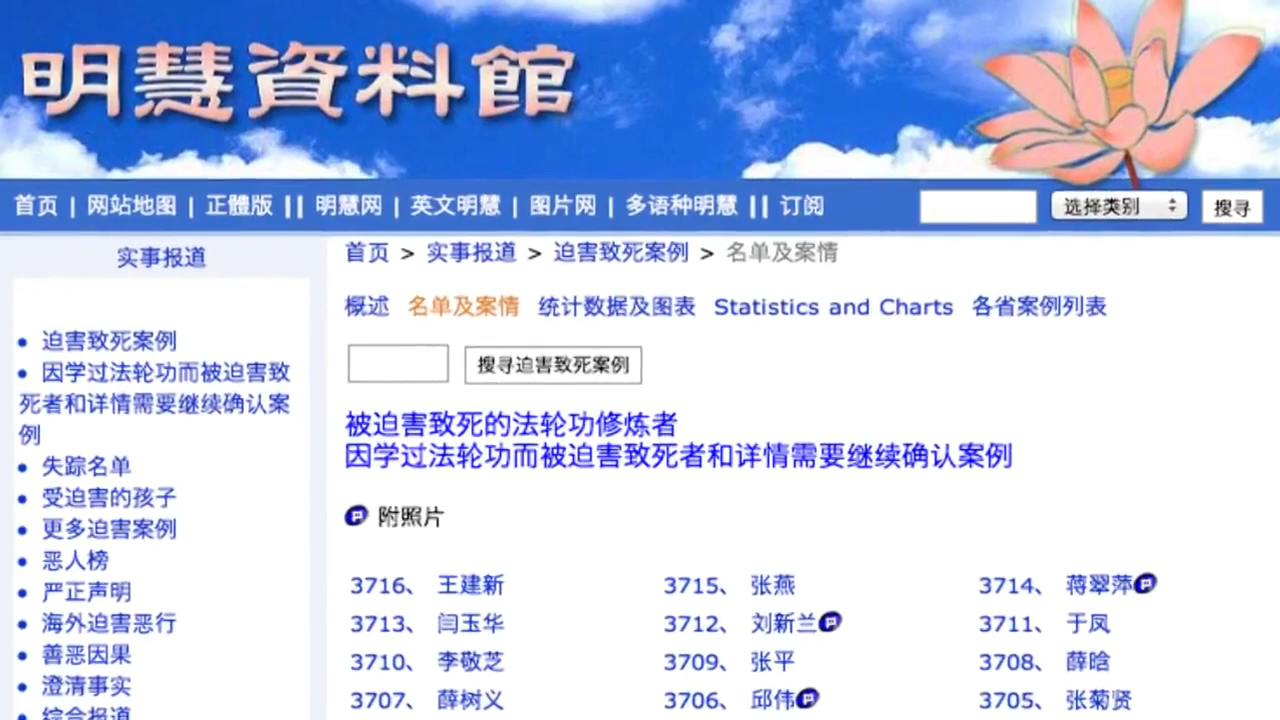 明慧資料館
首页 | 网站地图 | 正體版 || 明慧网 | 英文明慧 | 图片网 | 多语种明慧 || 订阅
选择类别
搜寻
实事报道
迫害致死案例
因学过法轮功而被迫害致
死者和详情需要继续确认案
例
失踪名单
受迫害的孩子
更多迫害案例
恶人榜
严正声明
海外迫害恶行
善恶因果
澄清事实
综合报道
首页 > 实事报道 > 迫害致死案例 > 名单及案情
概述 名单及案情 统计数据及图表 Statistics and Charts 各省案例列表
搜寻迫害致死案例
被迫害致死的法轮功修炼者
因学过法轮功而被迫害致死者和详情需要继续确认案例
附照片
3716、 王建新 3715、 张燕 3714、 蒋翠萍
3713、 闫玉华 3712、 刘新兰 3711、 于凤
3710、 李敬芝 3709、 张平 3708、 薛晗
3707、 薛树义 3706、 邱伟 3705、 张菊贤